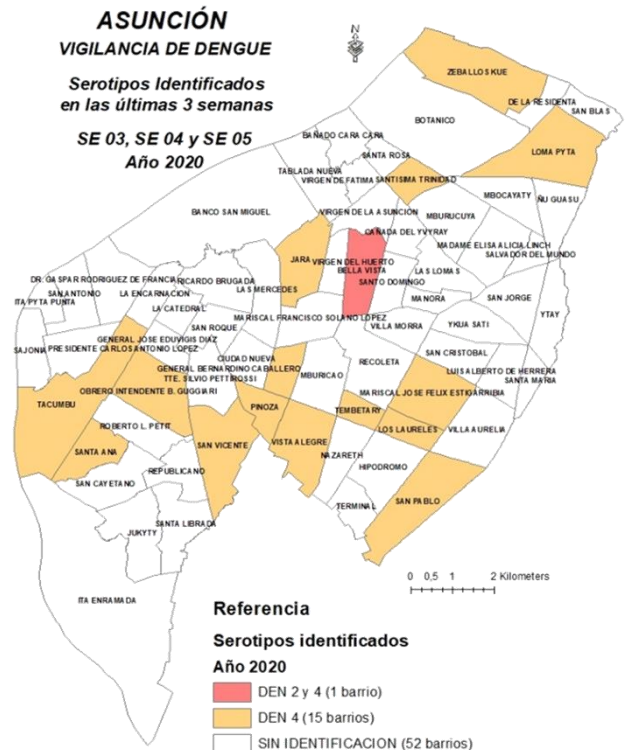 ASUNCIÓN
VIGILANCIA DE DENGUE
Serotipos Identificados
en las últimas 3 semanas
SE 03, SE 04 y SE 05
Año 2020
N
ZEBALLOS KUE
DE LA RESIDENTA
SAN BLAS
BOTANICO
BAÑADO CARA CARA
LOMA PYTA
SANTA ROSA
TABLADA NUEVA
VIRGEN DE FATIMA
SANTISIMA TRINIDAD
MBOCAYATY
ÑU GUASU
BANCO SAN MIGUEL
VIRGEN DE LA ASUNCIÓN
MBURUCUYA
CAÑADA DEL YVYRAY
MADAME ELISA ALICIA LINCH
SALVADOR DEL MUNDO
JARA
VIRGEN DEL HUERTO
BELLA VISTA
LAS LOMAS
SANTO DOMINGO
DR. GASPAR RODRIGUEZ DE FRANCIA
RICARDO BRUGADA
LAS MERCEDES
SAN ANTONIO
LA ENCARNACION
ITA PYTA PUNTA
MANORA
SAN JORGE
LA CATEDRAL
MARISCAL FRANCISCO SOLANO LOPEZ
YTAY
SAN ROQUE
VILLA MORRA
YKUA SATI
GENERAL JOSE EDUVIGIS DIAZ
SAJONIA
PRESIDENTE CARLOS ANTONIO LOPEZ
CIUDAD NUEVA
RECOLETA
SAN CRISTOBAL
GENERAL BERNARDINO CABALLERO
MBURICAO
LUIS ALBERTO DE HERRERA
TTE. SILVIO PETTIROSSI
SANTA MARIA
OBRERO INTENDENTE B. GUGGIARI
MARISCAL JOSE FELIX ESTIGARRIBIA
TACUMBU
PINOZA
TEMBETARY
ROBERTO L. PETIT
LOS LAURELES
VILLA AURELIA
SAN VICENTE
VISTA ALEGRE
SANTA ANA
NAZARETH
HIPODROMO
REPUBLICANO
SAN CAYETANO
SAN PABLO
TERMINAL
SANTA LIBRADA
JUKYTY
0 0,5 1 2 Kilometers
ITA ENRAMADA
Referencia
Serotipos identificados
Año 2020
DEN 2 y 4 (1 barrio)
DEN 4 (15 barrios)
SIN IDENTIFICACION (52 barrios)